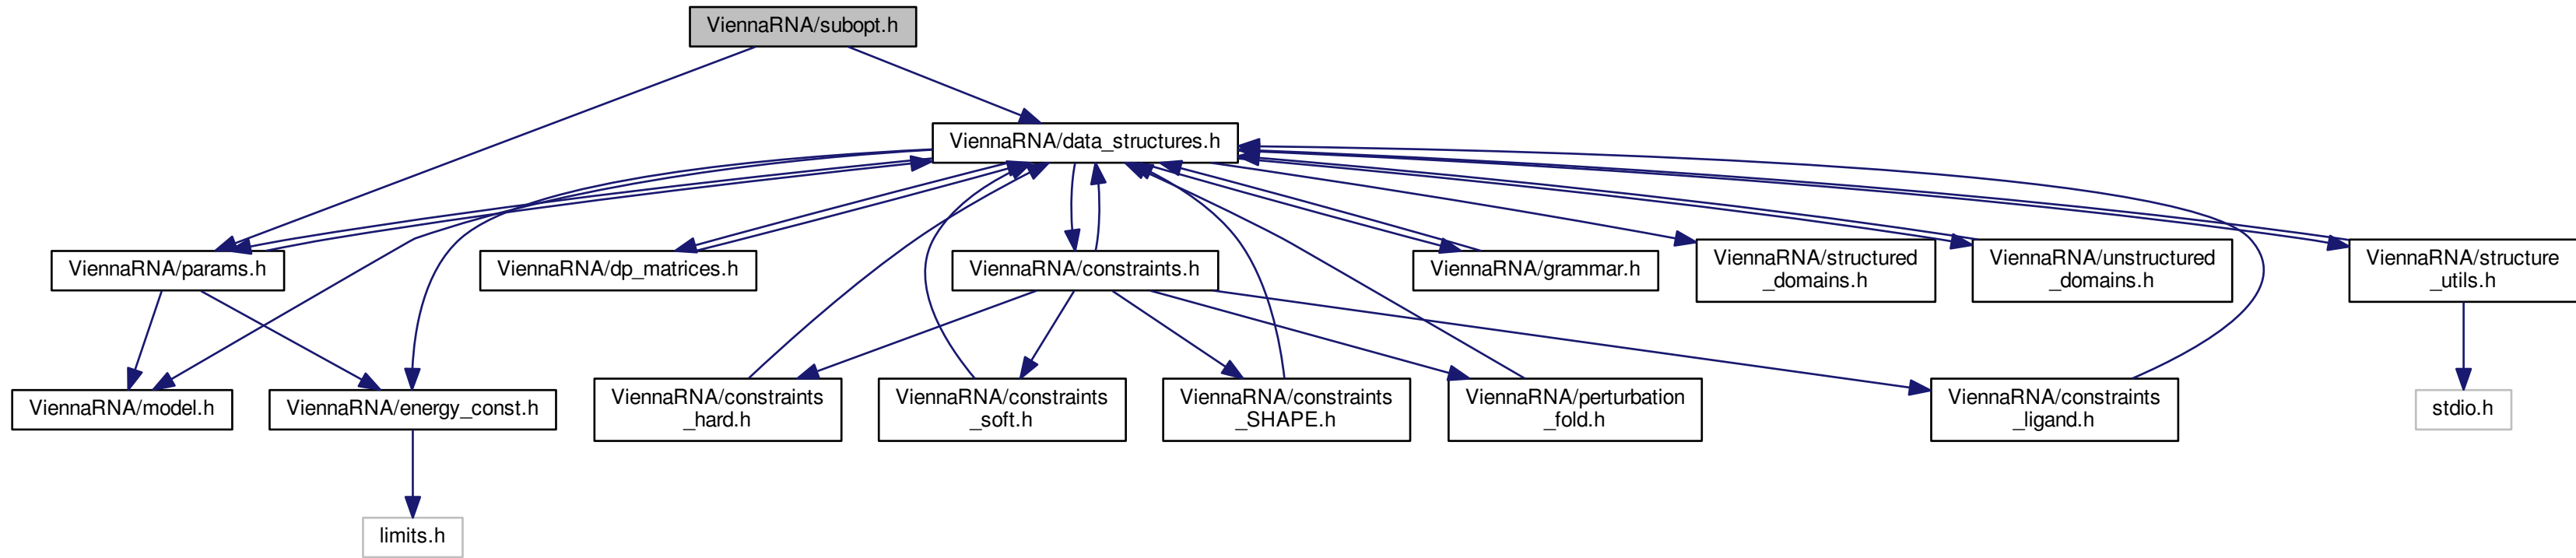 ViennaRNA/subopt.h
ViennaRNA/data_structures.h
ViennaRNA/params.h
ViennaRNA/dp_matrices.h
ViennaRNA/constraints.h
ViennaRNA/grammar.h
ViennaRNA/structured
_domains.h
ViennaRNA/unstructured
_domains.h
ViennaRNA/structure
_utils.h
ViennaRNA/model.h
ViennaRNA/energy_const.h
ViennaRNA/constraints
_hard.h
ViennaRNA/constraints
_soft.h
ViennaRNA/constraints
_SHAPE.h
ViennaRNA/perturbation
_fold.h
ViennaRNA/constraints
_ligand.h
stdio.h
limits.h